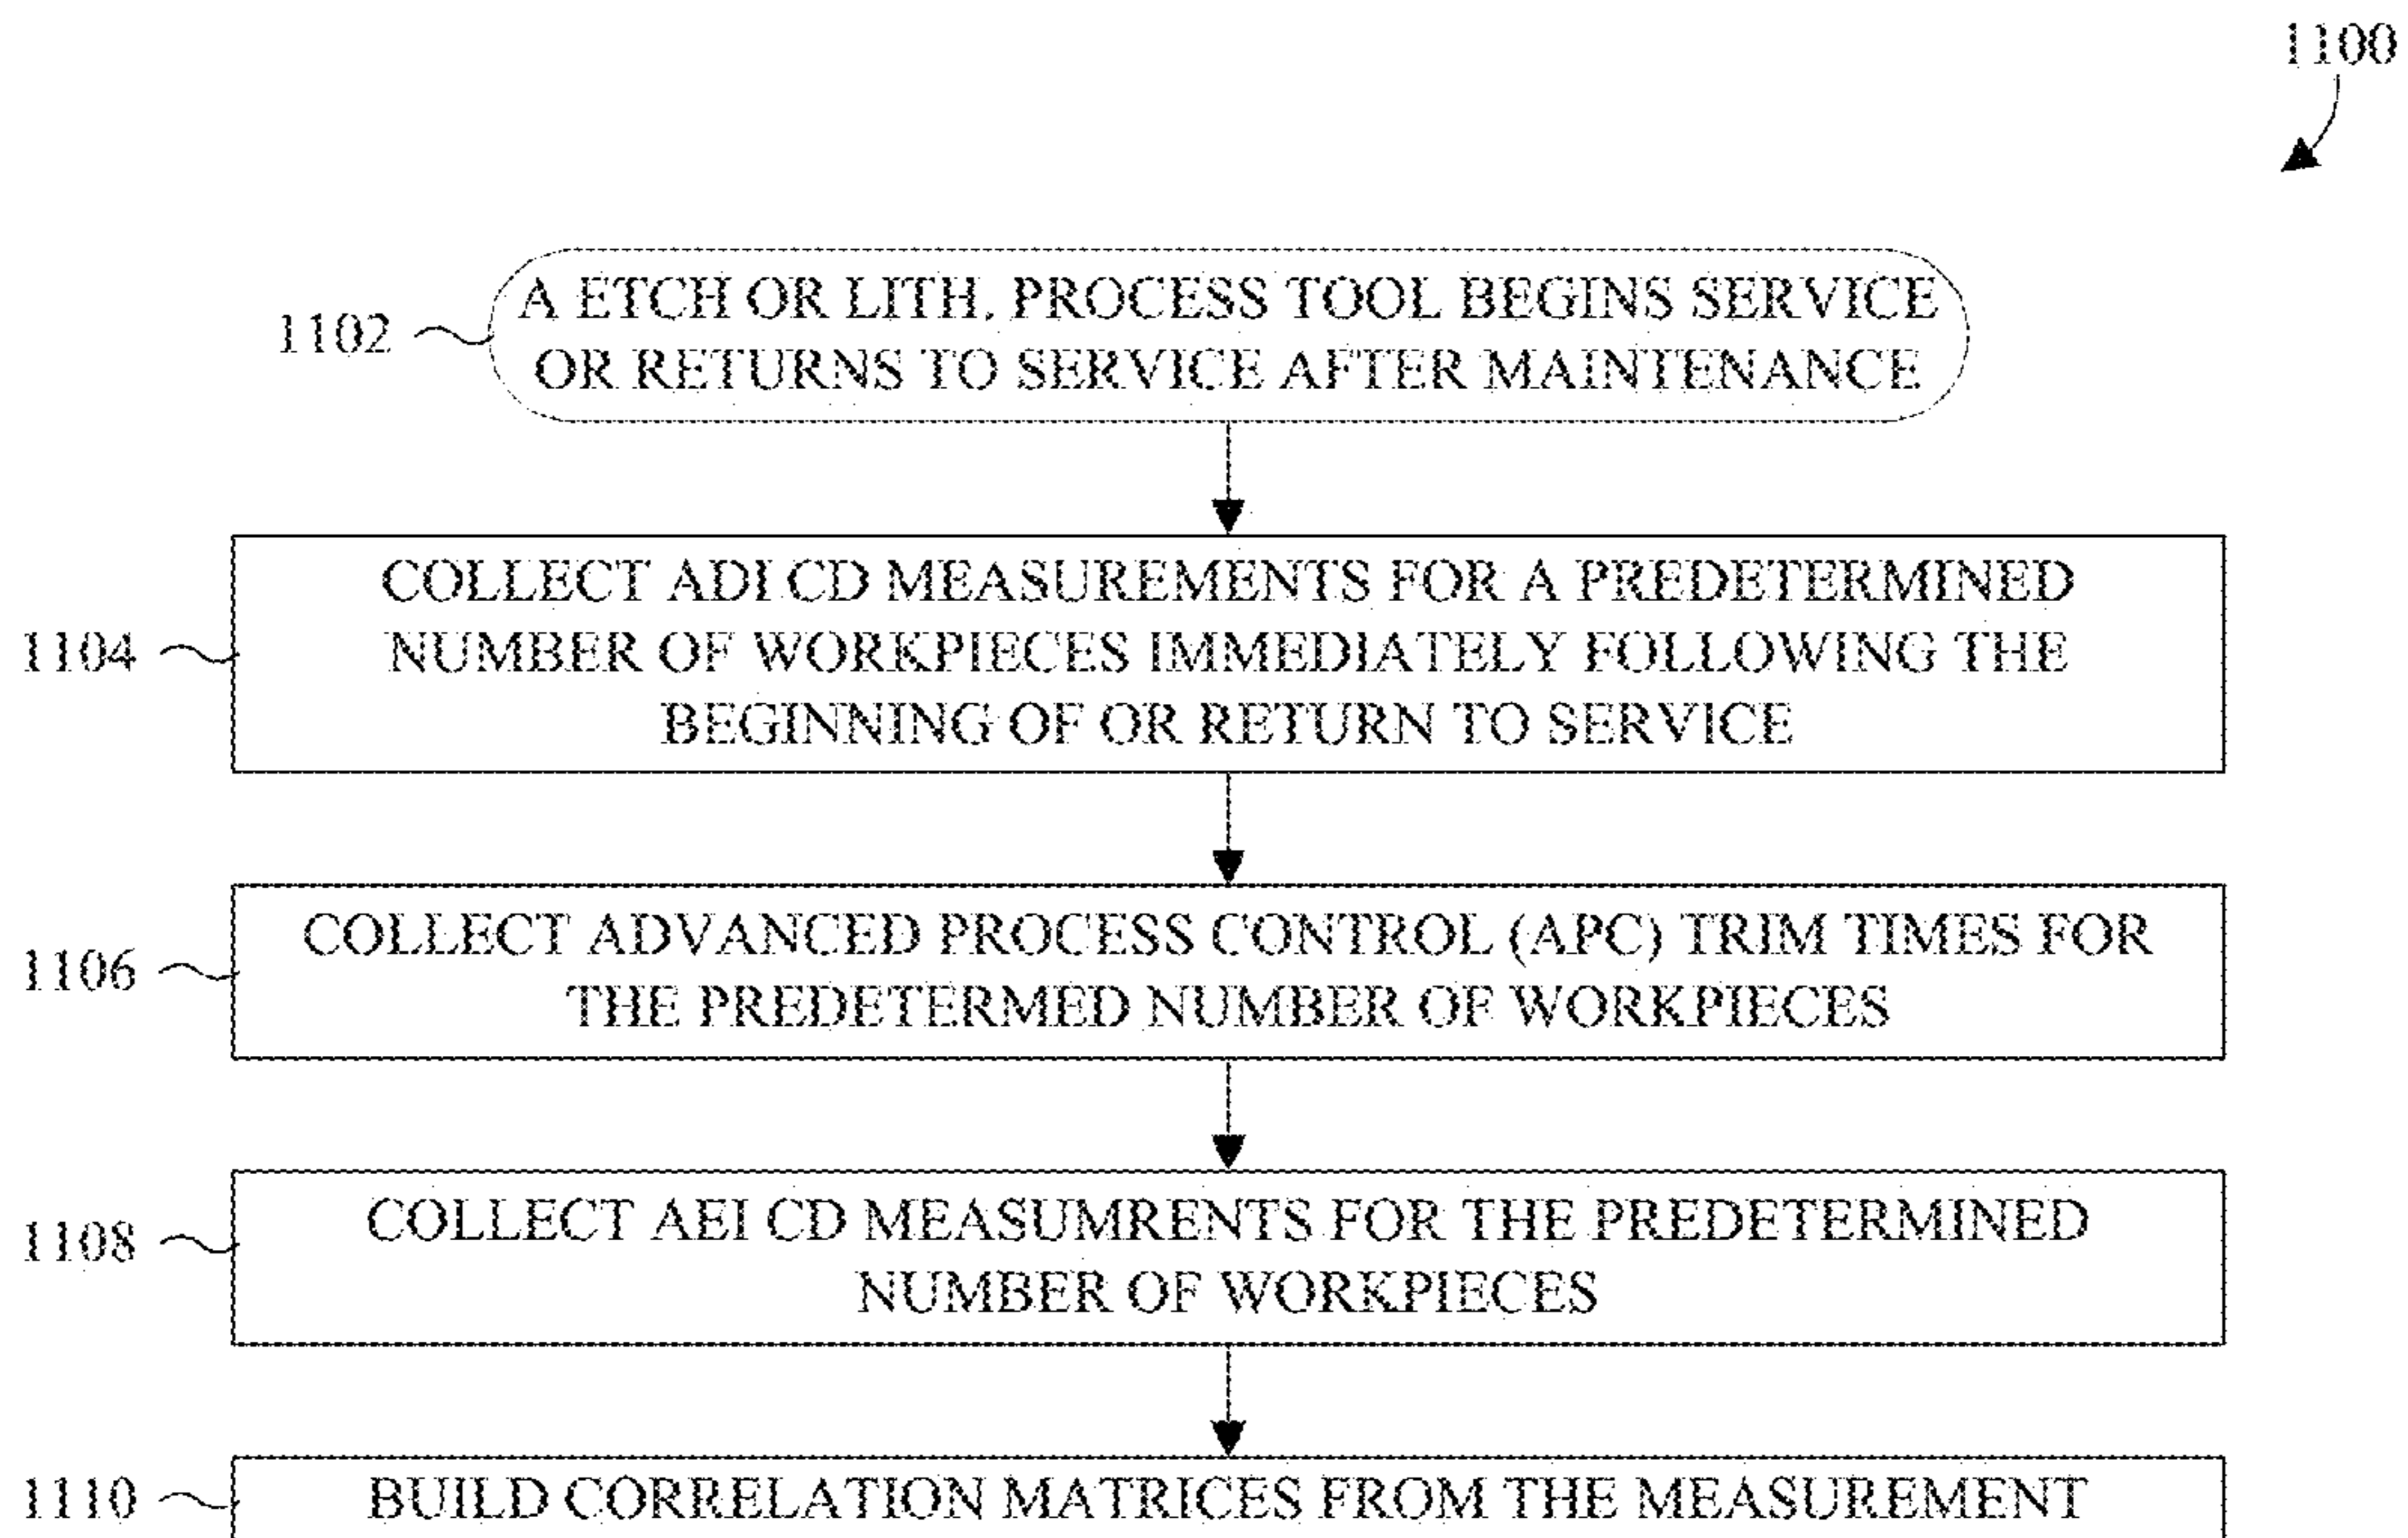 1100
1102
A ETCH OR LITH. PROCESS TOOL BEGINS SERVICE
OR RETURNS TO SERVICE AFTER MAINTENANCE
1104
COLLECT ADI CD MEASUREMENTS FOR A PREDETERMINED
NUMBER OF WORKPIECES IMMEDIATELY FOLLOWING THE
BEGINNING OF OR RETURN TO SERVICE
1106
COLLECT ADVANCED PROCESS CONTROL (APC) TRIM TIMES FOR
THE PREDETERMED NUMBER OF WORKPIECES
1108
COLLECT AEI CD MEASUMRENTS FOR THE PREDETERMINED
NUMBER OF WORKPIECES
1110
BUILD CORRELATION MATRICES FROM THE MEASUREMENT